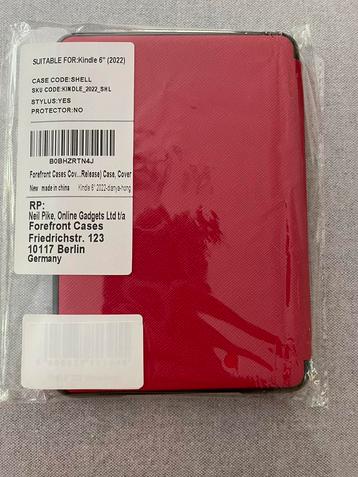 SUITABLE FOR:Kindle 6" (2022)
CASE CODE:SHELL
SKU CODE:KINDLE_2022_SHL
STYLUS:YES
PROTECTOR:NO
B0BHZRTN4J
Forefront Cases Cov...Release) Case, Cover
New made in china Kindle 6" 2022-dianya-hong
RP:
Neil Pike, Online Gadgets Ltd t/a
Forefront Cases
Friedrichstr. 123
10117 Berlin
Germany